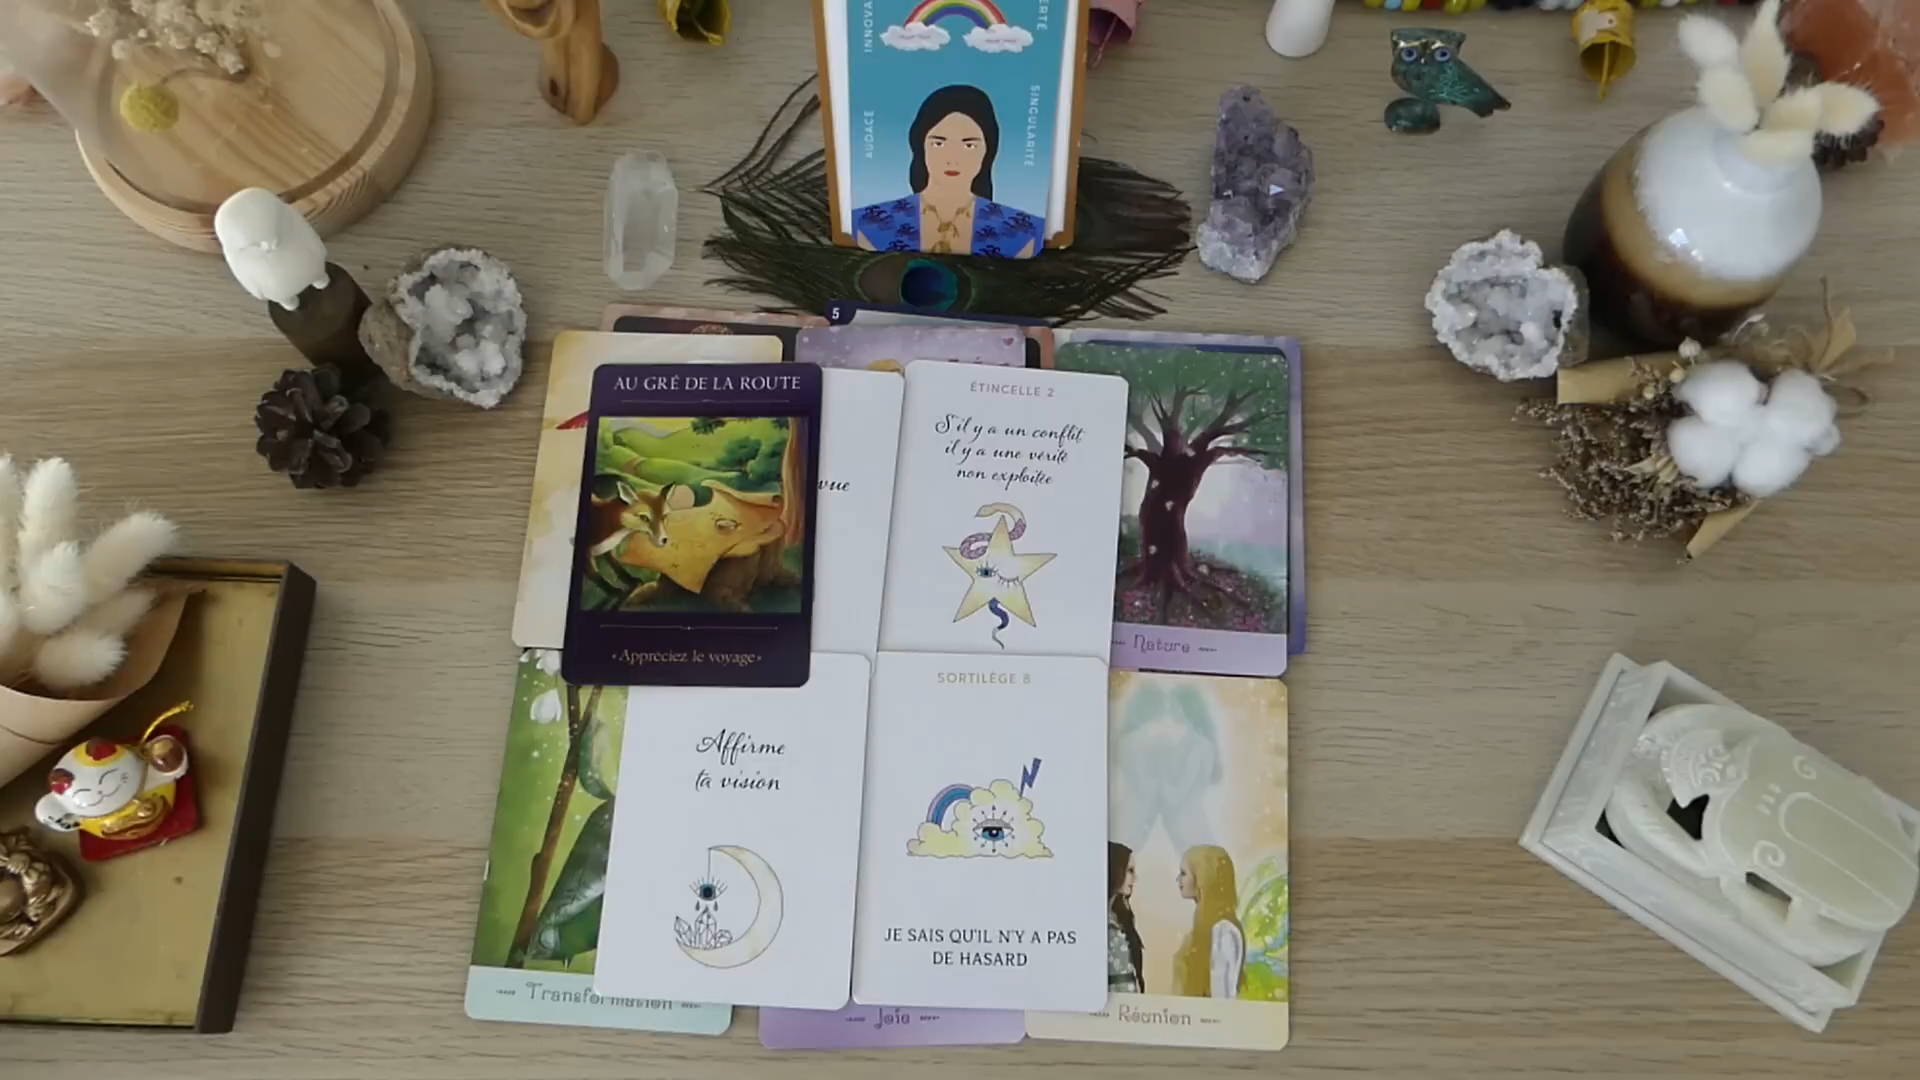 AUDACE
SINGULARITÉ
5
AU GRÉ DE LA ROUTE
«Appréciez le voyage»
vue
ÉTINCELLE 2
S'il y a un conflit
il y a une vérité
non exploitée
Nature
Affirme
ta vision
SORTILÈGE 8
JE SAIS QU'IL N'Y A PAS
DE HASARD
Transformation
Joie
Réunion